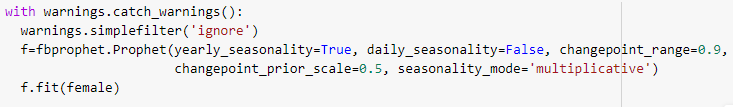 with warnings.catch_warnings():
  warnings.simplefilter('ignore')
  f=fbprophet.Prophet(yearly_seasonality=True, daily_seasonality=False, changepoint_range=0.9,
                      changepoint_prior_scale=0.5, seasonality_mode='multiplicative')
  f.fit(female)